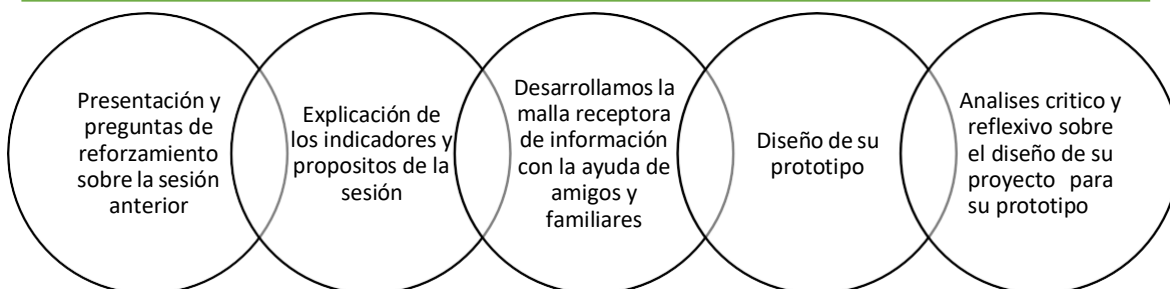 Presentación y
preguntas de
reforzamiento
sobre la sesión
anterior
Explicación de
los indicadores y
propositos de la
sesión
Desarrollamos la
malla receptora
de información
con la ayuda de
amigos y
familiares
Diseño de su
prototipo
Analises critico y
reflexivo sobre
el diseño de su
proyecto para
su prototipo